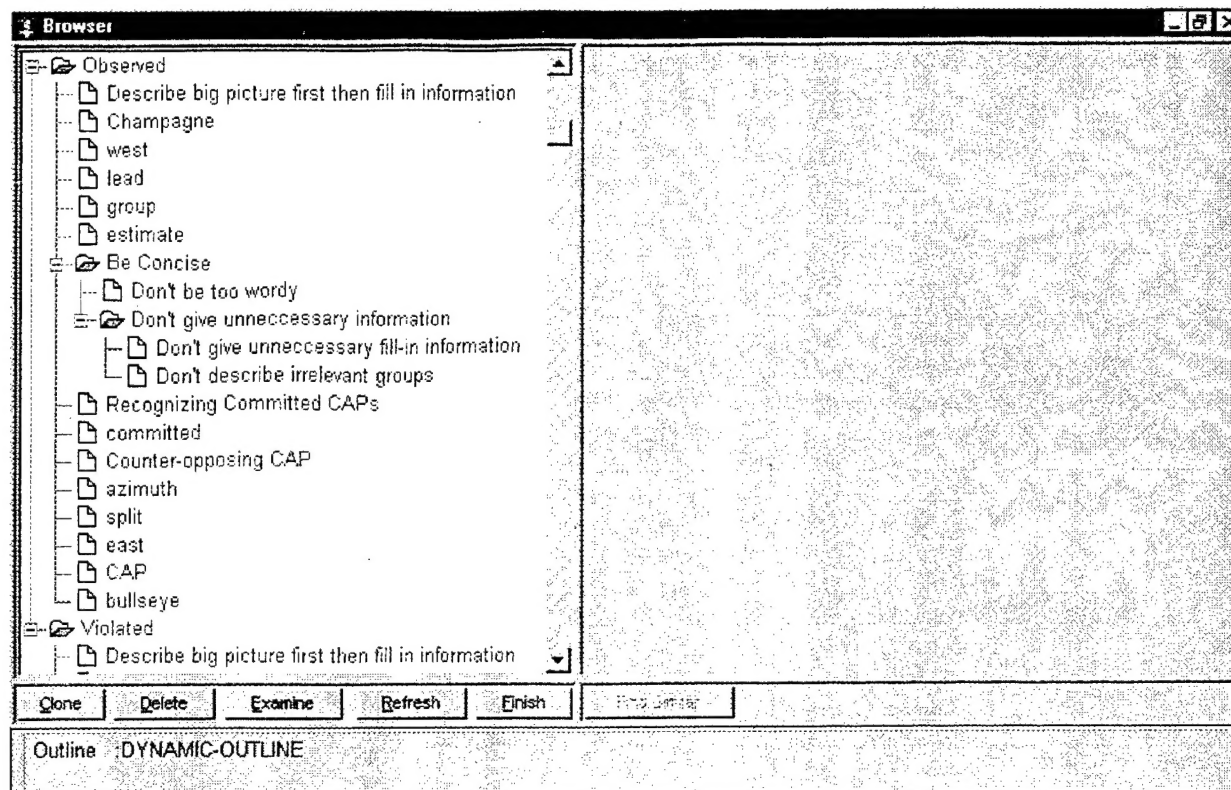 Browser
Observed
Describe big picture first then fill in information
Champagne
west
lead
group
estimate
Be Concise
Don't be too wordy
Don't give unneccessary information
Don't give unneccessary fill-in information
Don't describe irrelevant groups
Recognizing Committed CAPs
committed
Counter-opposing CAP
azimuth
split
east
CAP
bullseye
Violated
Describe big picture first then fill in information
Clone Delete Examine Refresh Finish
Outline :DYNAMIC-OUTLINE